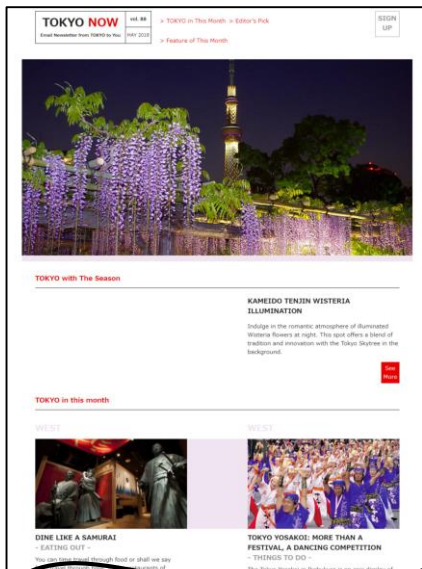 TOKYO NOW
Email Newsletter from TOKYO to You
vol. 88
MAY 2018
> TOKYO in This Month > Editor's Pick
> Feature of This Month
SIGN
UP
TOKYO with The Season
KAMEIDO TENJIN WISTERIA
ILLUMINATION
Indulge in the romantic atmosphere of illuminated
Wisteria flowers at night. This spot offers a blend of
tradition and innovation with the Tokyo Skytree in the
background.
See
More
TOKYO in this month
WEST
WEST
DINE LIKE A SAMURAI
- EATING OUT -
You can time travel through food or shall we say
TOKYO YOSAKOI: MORE THAN A
FESTIVAL, A DANCING COMPETITION
- THINGS TO DO -